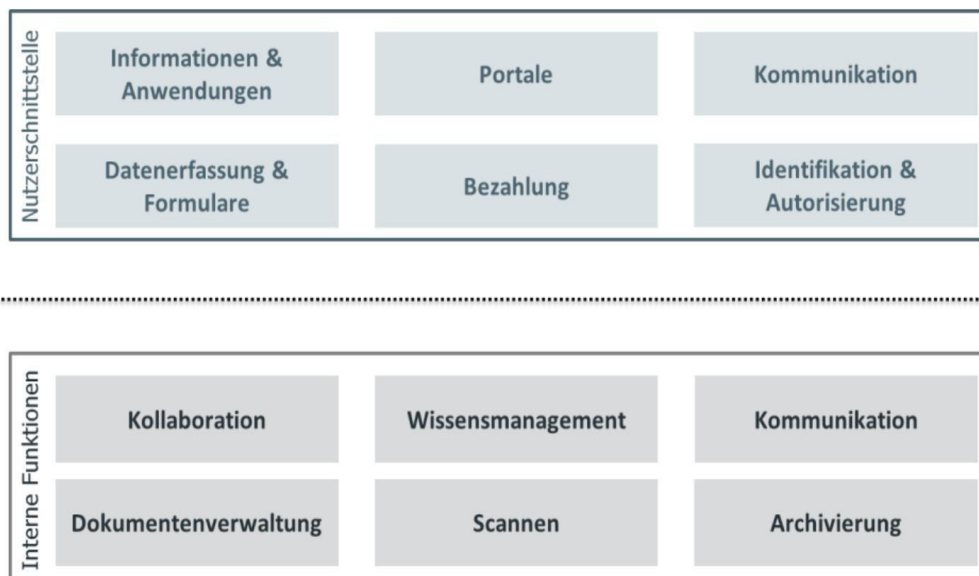 Nutzerschnittstelle
Informationen &
Anwendungen
Portale
Kommunikation
Datenerfassung &
Formulare
Bezahlung
Identifikation &
Autorisierung
Interne Funktionen
Kollaboration
Wissensmanagement
Kommunikation
Dokumentenverwaltung
Scannen
Archivierung